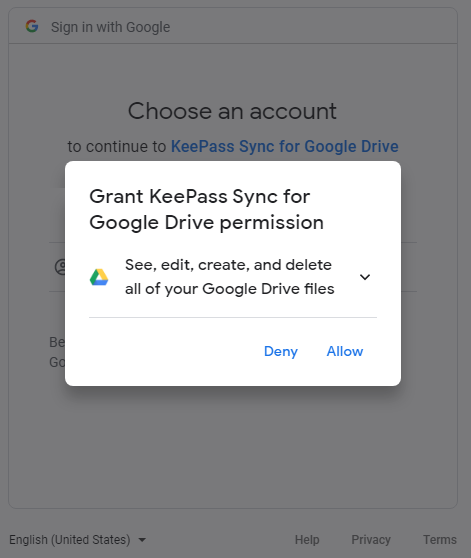 Sign in with Google
Choose an account
to continue to KeePass Sync for Google Drive
Grant KeePass Sync for
Google Drive permission
See, edit, create, and delete
all of your Google Drive files
Deny Allow
Be
Go
English (United States) Help Privacy Terms